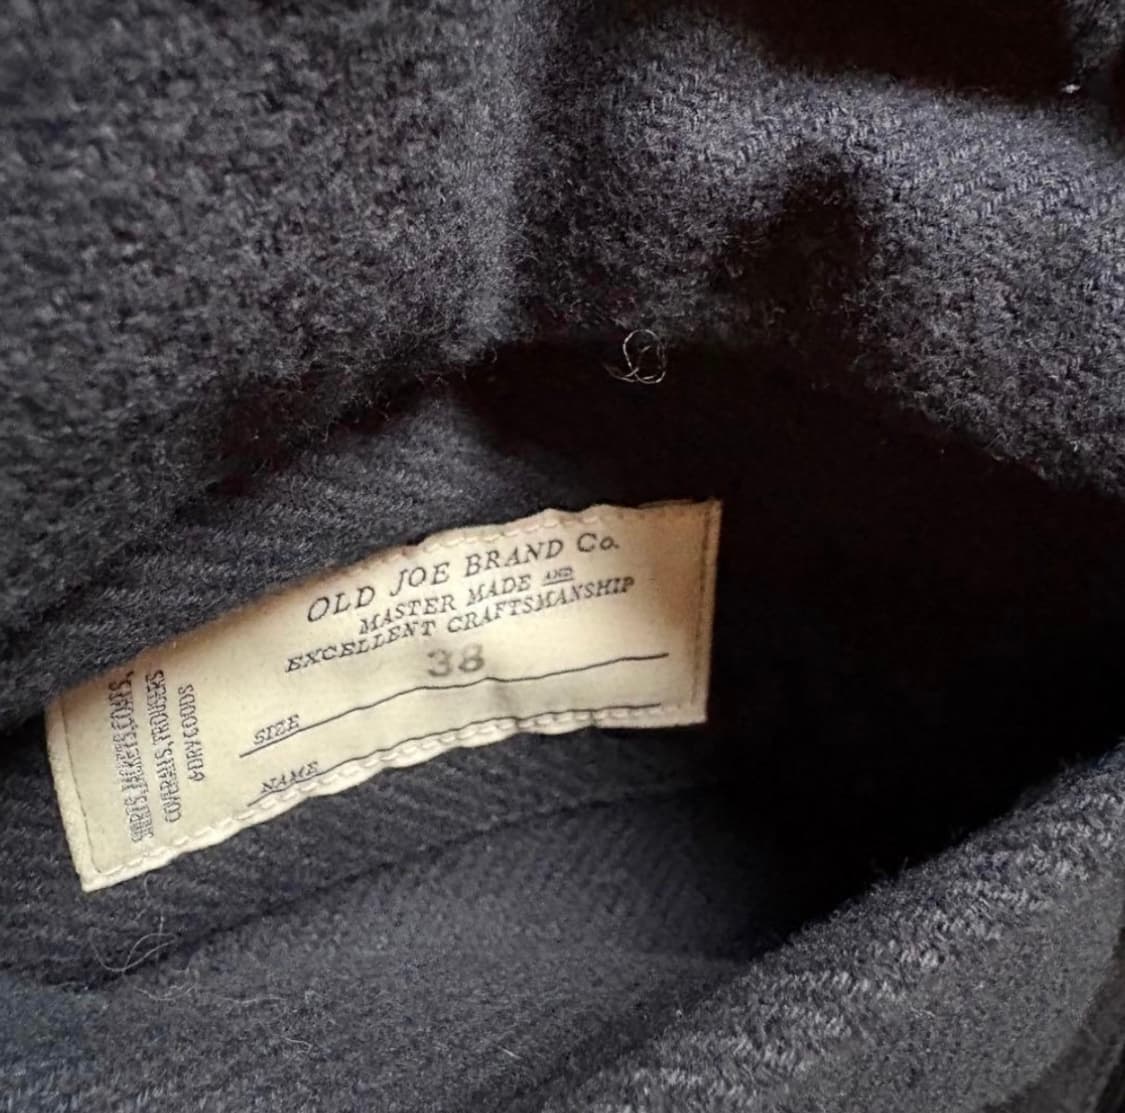 OLD JOE BRAND Co.
MASTER MADE AND
EXCELLENT CRAFTSMANSHIP
38
SIZE
NAME
SHIRTS, JACKETS, COATS,
COVERALLS, TROUSERS
& DRY GOODS